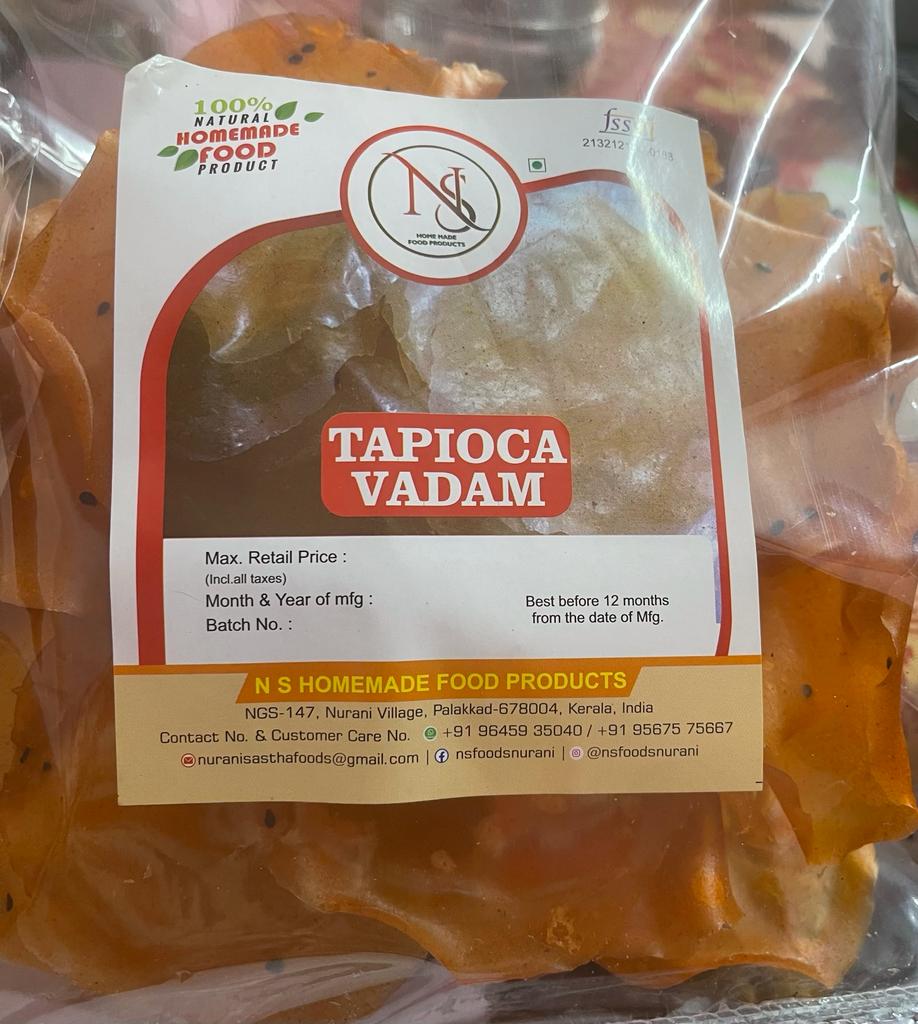 100%
NATURAL
HOMEMADE
FOOD
PRODUCT
fssai
NS
HOME MADE
FOOD PRODUCTS
TAPIOCA
VADAM
Max. Retail Price :
(Incl.all taxes)
Month & Year of mfg :
Batch No. :
Best before 12 months
from the date of Mfg.
N S HOMEMADE FOOD PRODUCTS
NGS-147, Nurani Village, Palakkad-678004, Kerala, India
Contact No. & Customer Care No. +91 96459 35040 / +91 95675 75667
nuranisasthafoods@gmail.com | nsfoodsnurani | @nsfoodsnurani